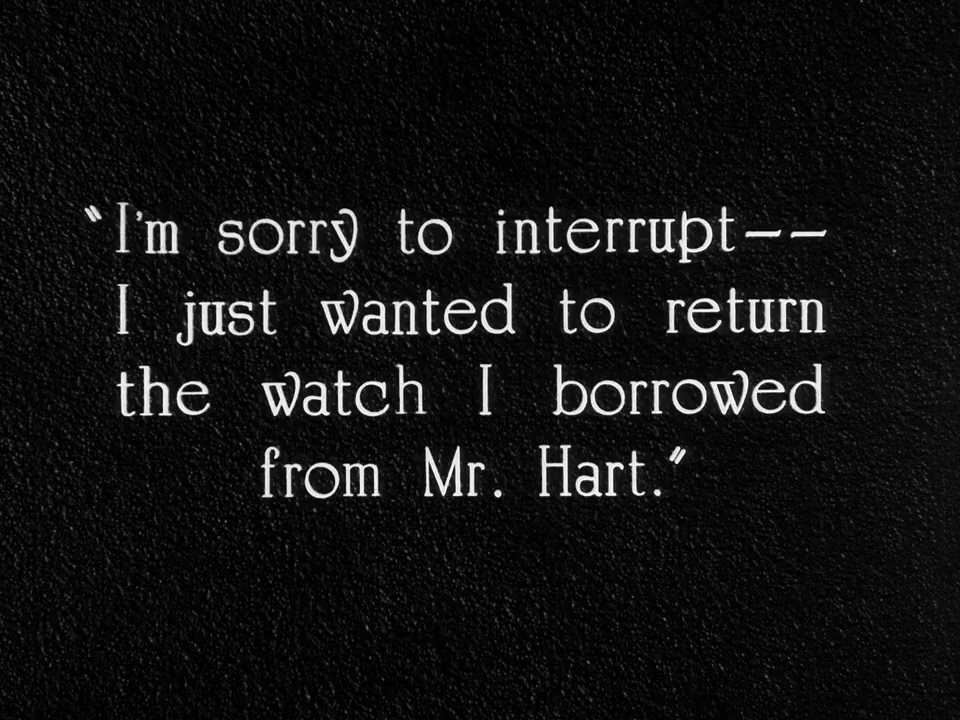 "I'm sorry to interrupt--
I just wanted to return
the watch I borrowed
from Mr. Hart."